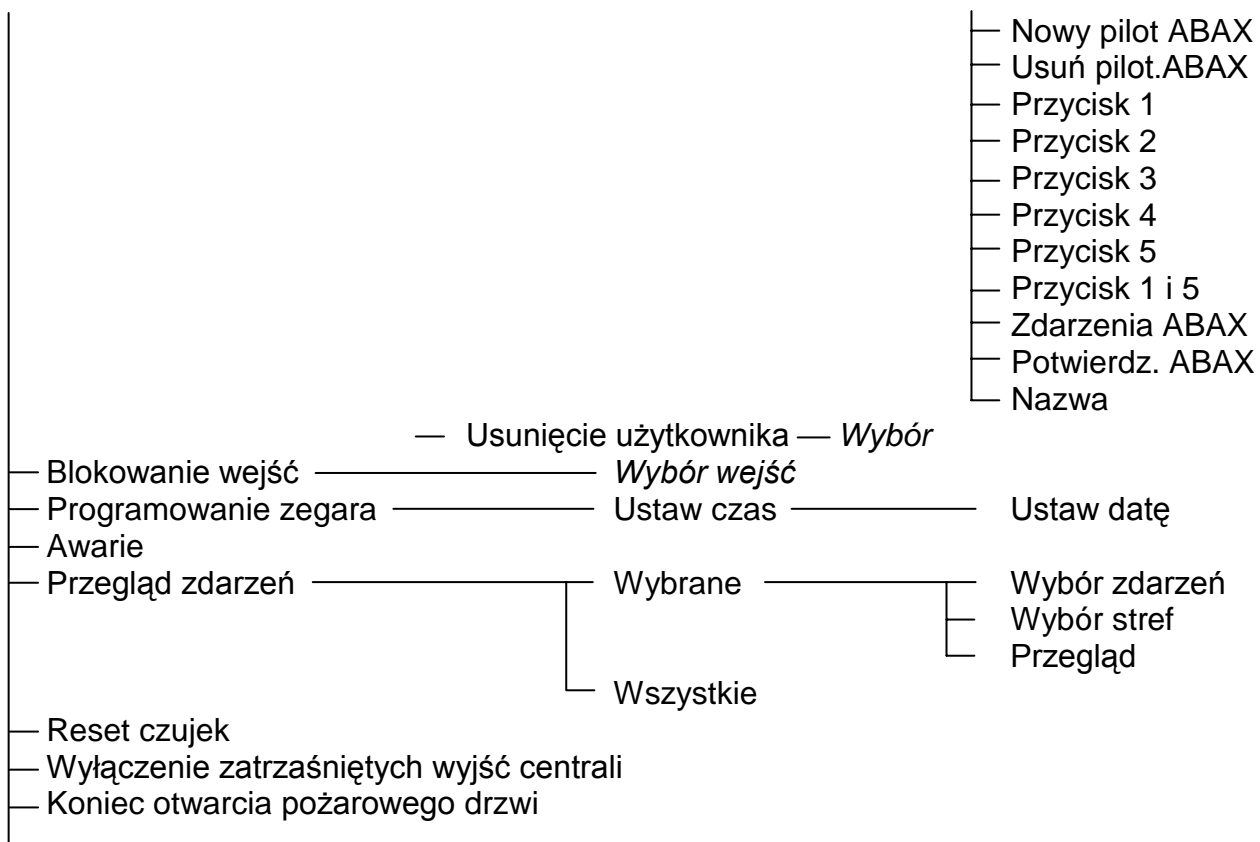 Nowy pilot ABAX
Usuń pilot.ABAX
Przycisk 1
Przycisk 2
Przycisk 3
Przycisk 4
Przycisk 5
Przycisk 1 i 5
Zdarzenia ABAX
Potwierdz. ABAX
Nazwa
Usunięcie użytkownika Wybór
Blokowanie wejść Wybór wejść
Programowanie zegara Ustaw czas Ustaw datę
Awarie
Przegląd zdarzeń Wybrane Wybór zdarzeń
Wybór stref
Przegląd
Wszystkie
Reset czujek
Wyłączenie zatrzaśniętych wyjść centrali
Koniec otwarcia pożarowego drzwi